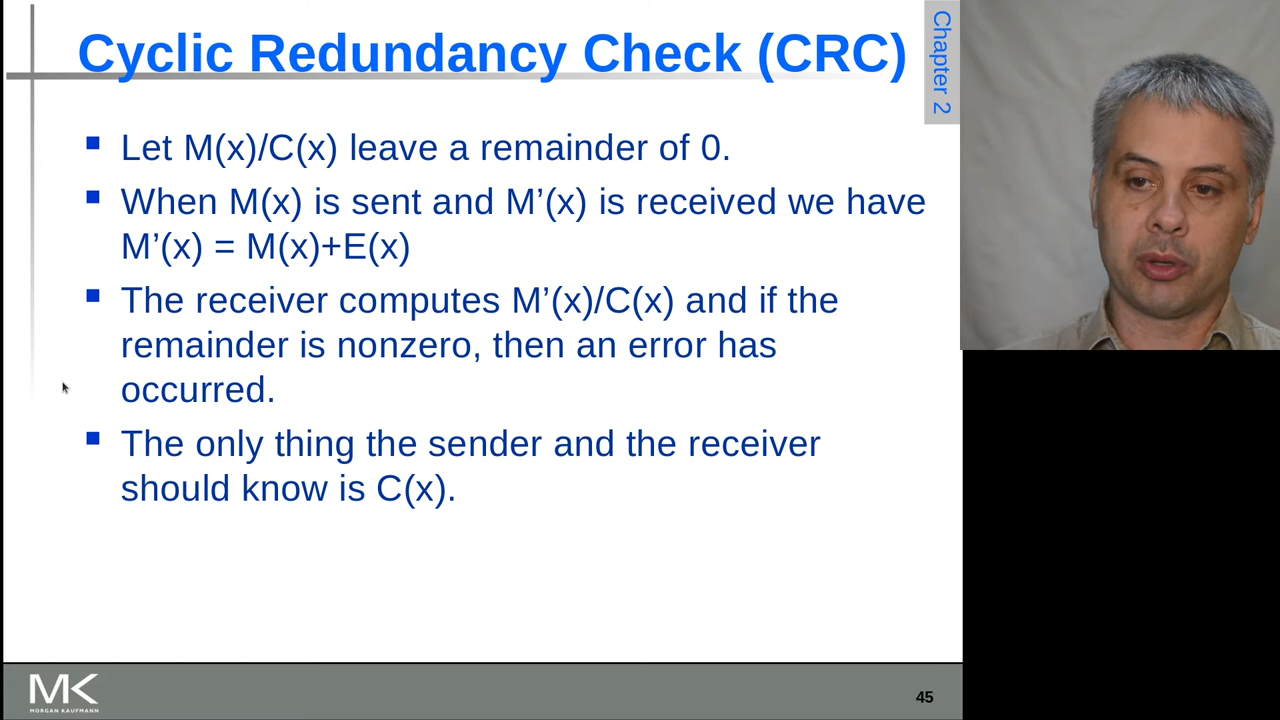 Cyclic Redundancy Check (CRC)
Chapter 2
Let M(x)/C(x) leave a remainder of 0.
When M(x) is sent and M’(x) is received we have
M’(x) = M(x)+E(x)
The receiver computes M’(x)/C(x) and if the
remainder is nonzero, then an error has
occurred.
The only thing the sender and the receiver
should know is C(x).
MK
MORGAN KAUFMANN
45